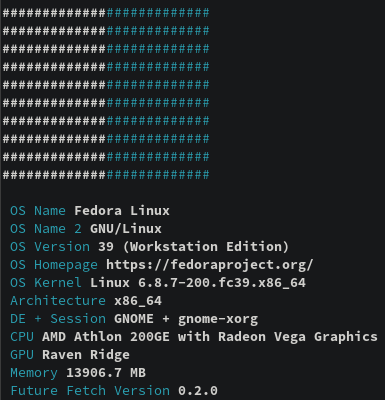 ##########################
##########################
##########################
##########################
##########################
##########################
##########################
##########################
##########################
##########################
OS Name Fedora Linux
OS Name 2 GNU/Linux
OS Version 39 (Workstation Edition)
OS Homepage https://fedoraproject.org/
OS Kernel Linux 6.8.7-200.fc39.x86_64
Architecture x86_64
DE + Session GNOME + gnome-xorg
CPU AMD Athlon 200GE with Radeon Vega Graphics
GPU Raven Ridge
Memory 13906.7 MB
Future Fetch Version 0.2.0